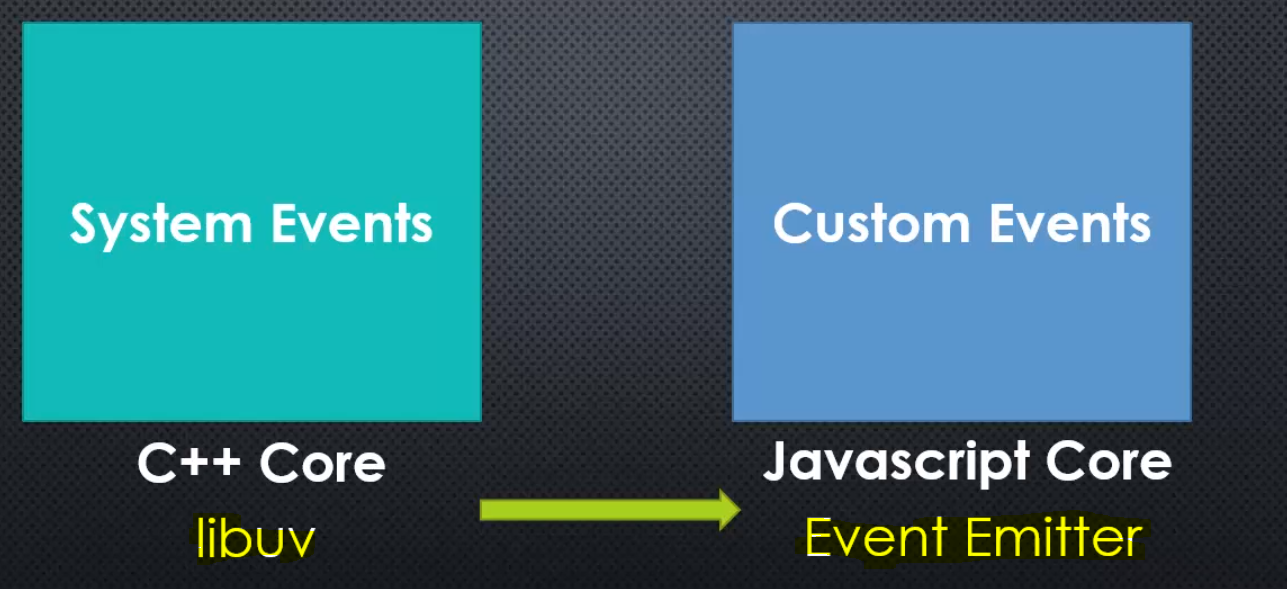 System Events
Custom Events
C++ Core
Javascript Core
libuv
Event Emitter